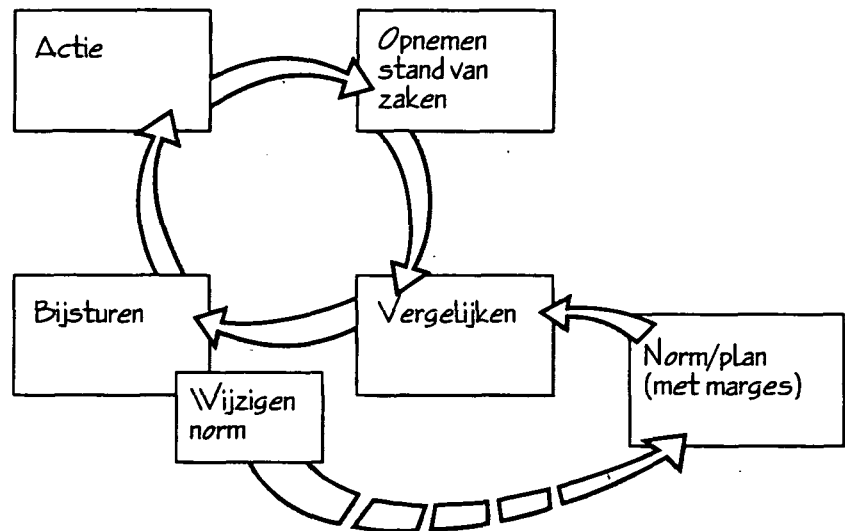 Actie
Opnemen
stand van
zaken
Bijsturen
Vergelijken
Norm/plan
(met marges)
Wijzigen
norm